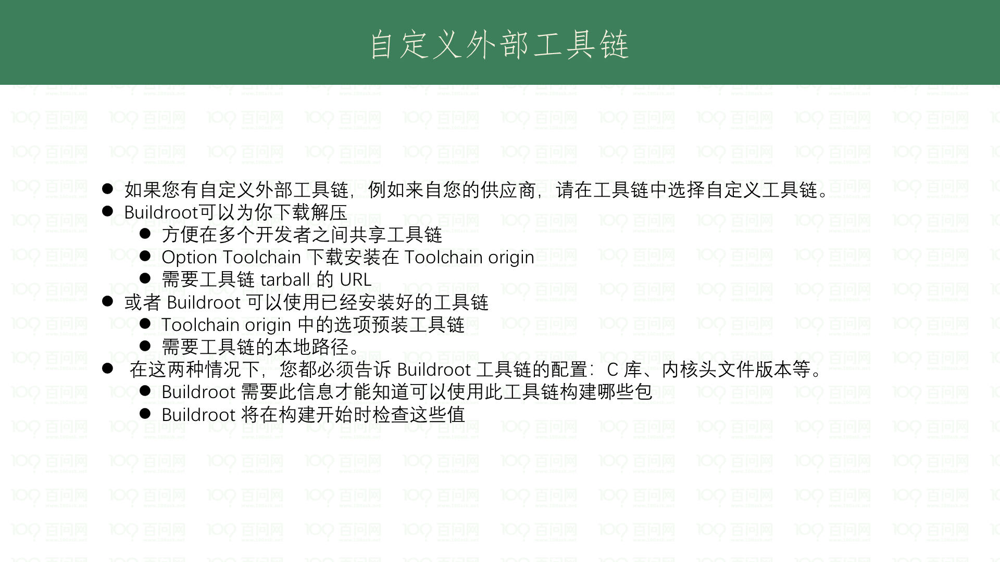 自定义外部工具链
如果您有自定义外部工具链，例如来自您的供应商，请在工具链中选择自定义工具链。
Buildroot可以为你下载解压
方便在多个开发者之间共享工具链
Option Toolchain 下载安装在 Toolchain origin
需要工具链 tarball 的 URL
或者 Buildroot 可以使用已经安装好的工具链
Toolchain origin 中的选项预装工具链
需要工具链的本地路径。
在这两种情况下，您都必须告诉 Buildroot 工具链的配置：C 库、内核头文件版本等。
Buildroot 需要此信息才能知道可以使用此工具链构建哪些包
Buildroot 将在构建开始时检查这些值